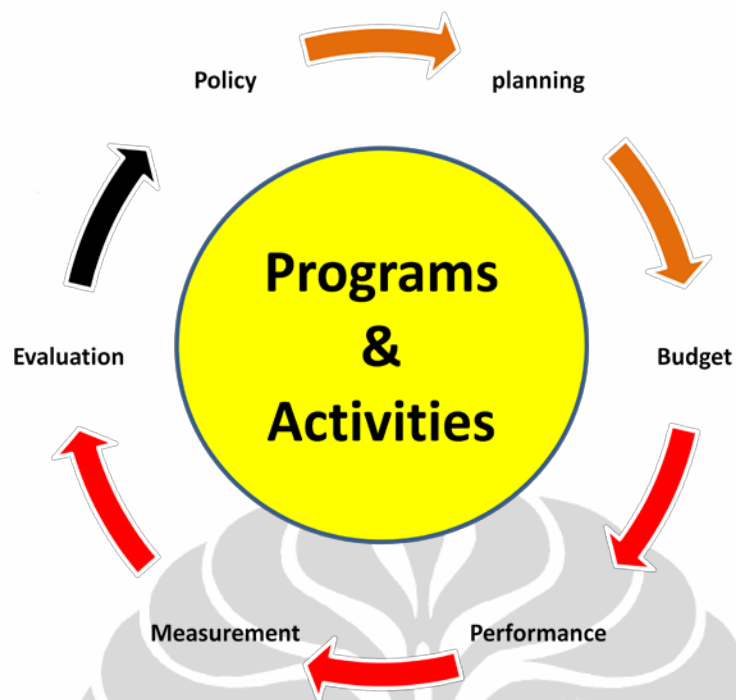 Policy
planning
Programs
&
Activities
Evaluation
Budget
Measurement
Performance